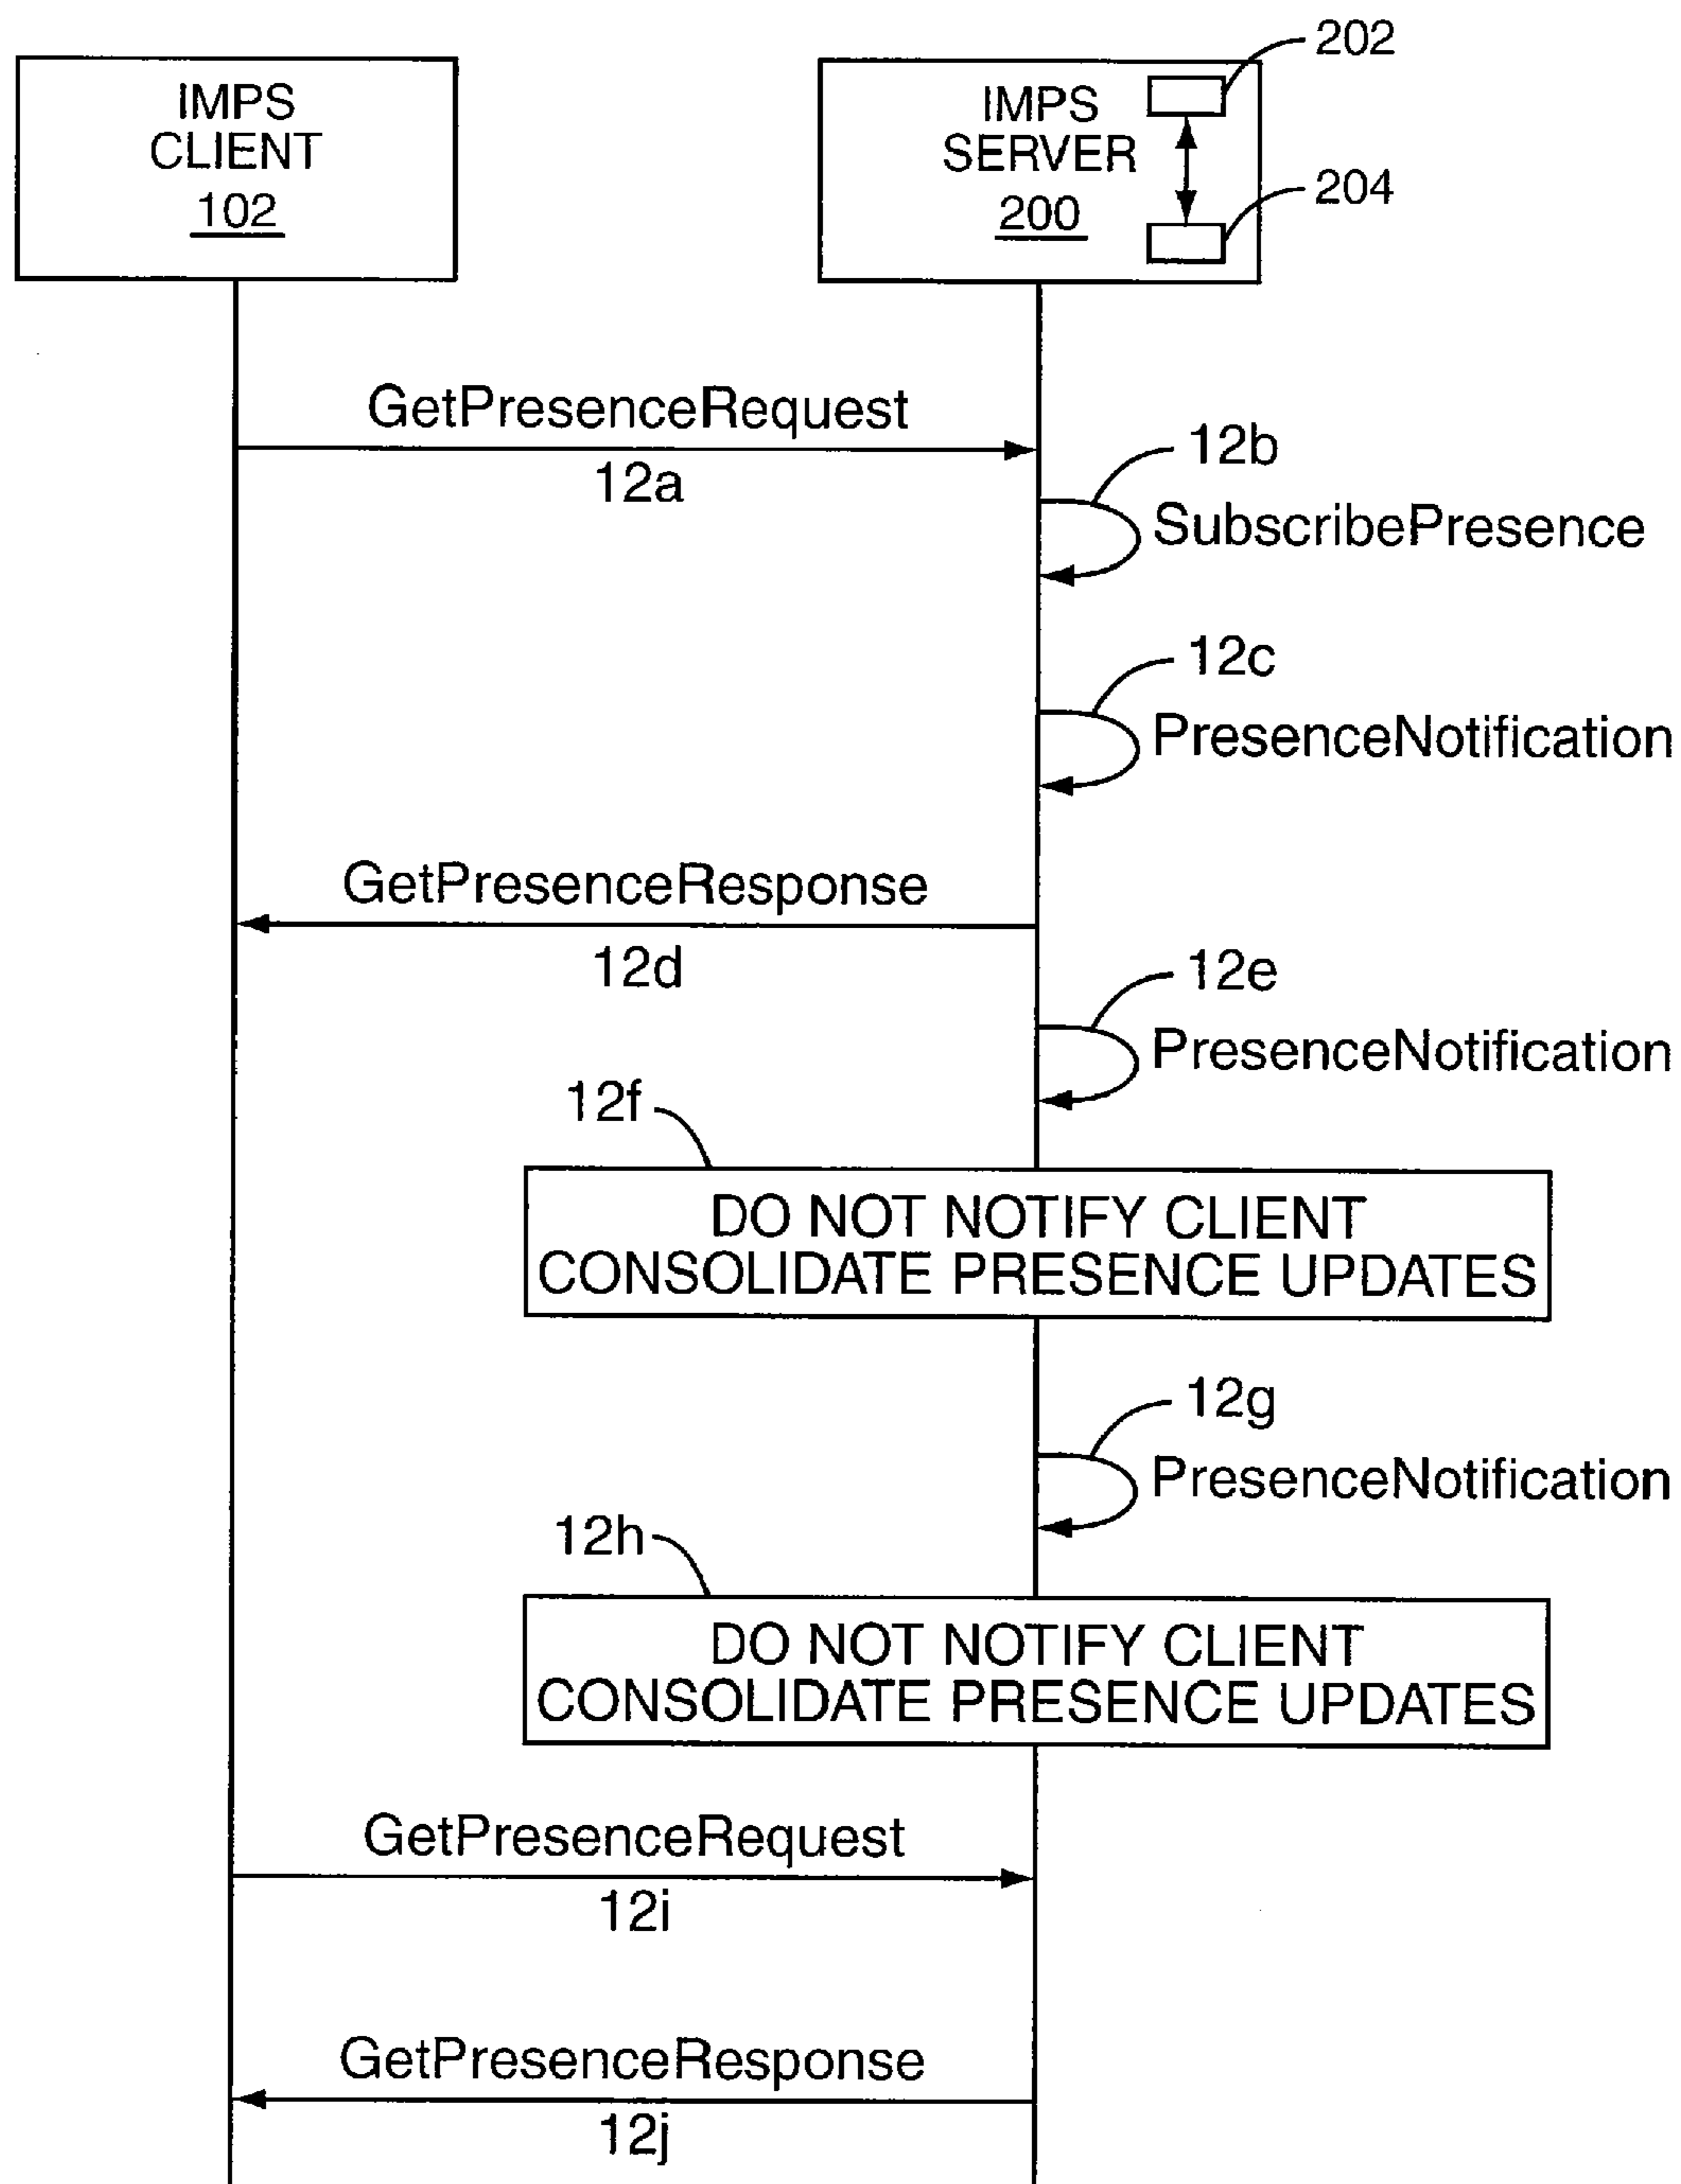 202
IMPS
CLIENT
102
IMPS
SERVER
200
204
GetPresenceRequest
12a
12b
SubscribePresence
12c
PresenceNotification
GetPresenceResponse
12d
12e
PresenceNotification
12f
DO NOT NOTIFY CLIENT
CONSOLIDATE PRESENCE UPDATES
12g
PresenceNotification
12h
DO NOT NOTIFY CLIENT
CONSOLIDATE PRESENCE UPDATES
GetPresenceRequest
12i
GetPresenceResponse
12j